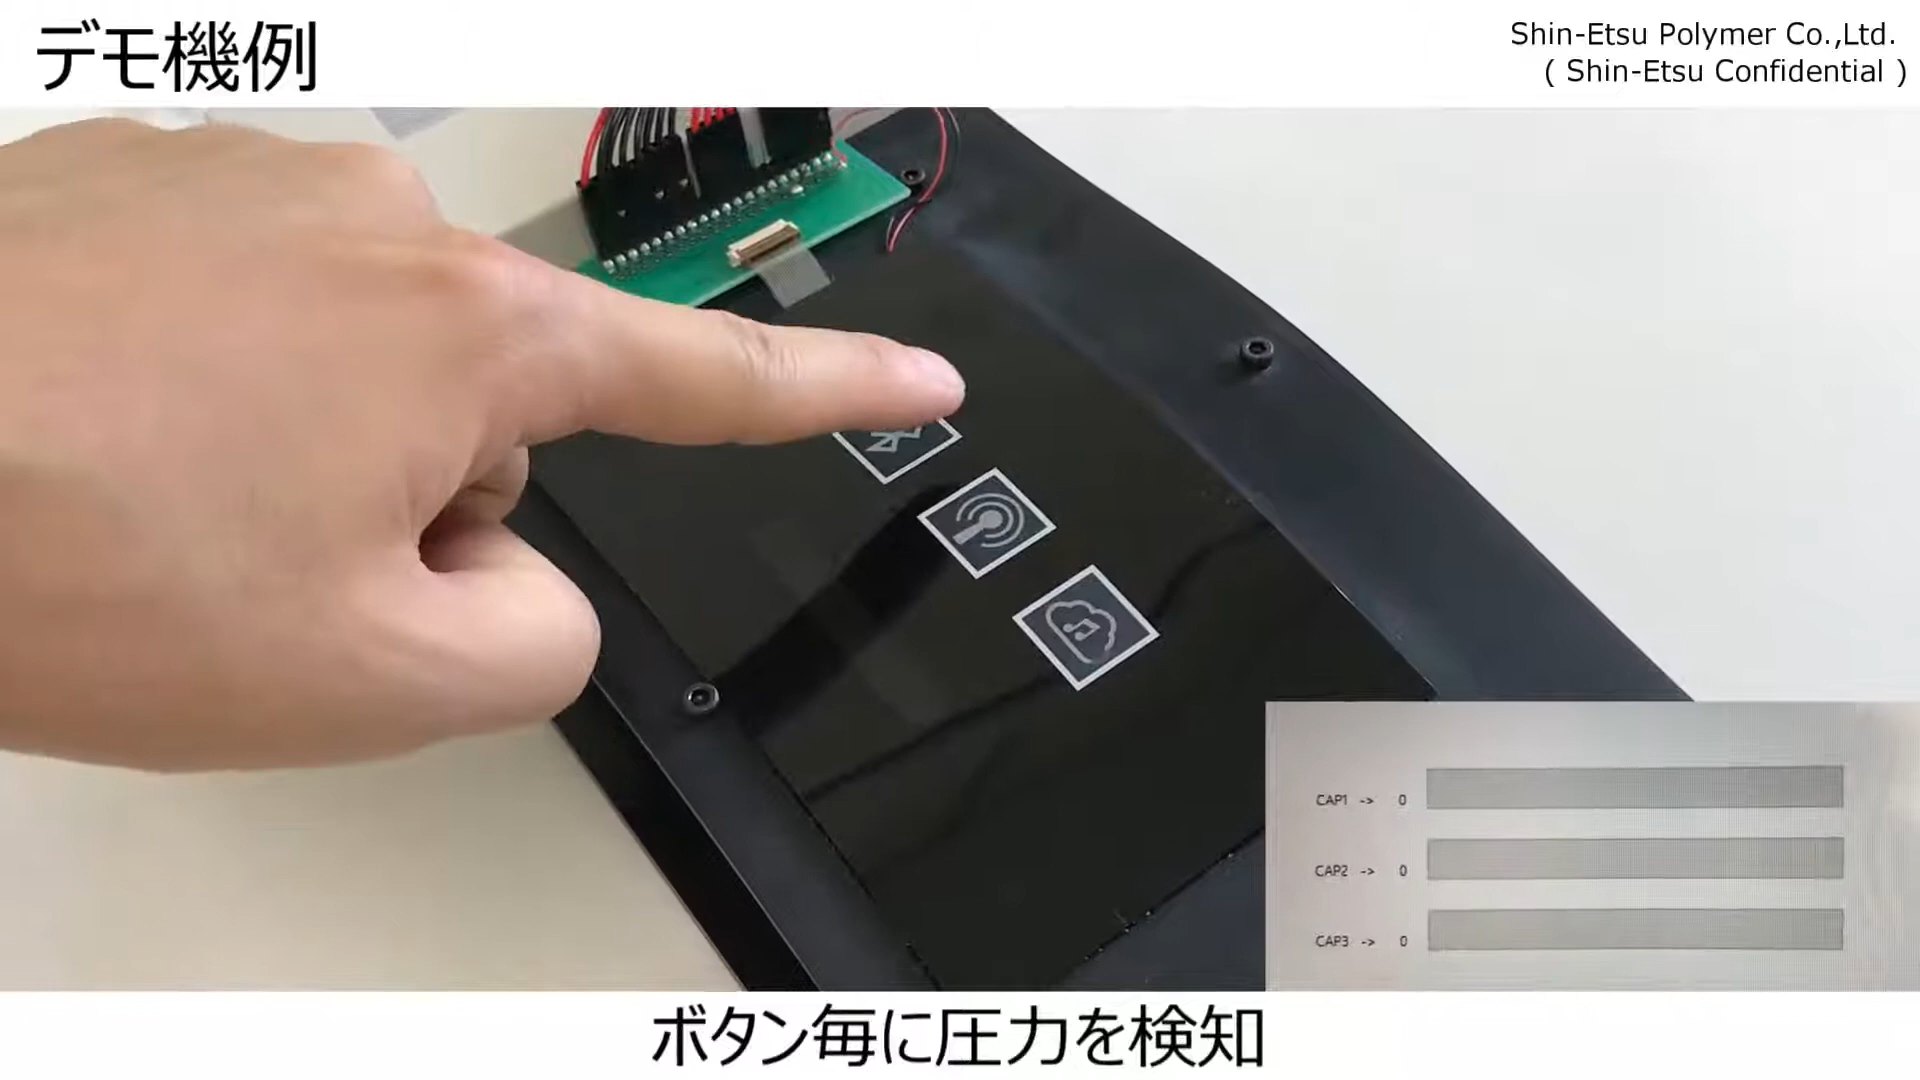 デモ機例
Shin-Etsu Polymer Co.,Ltd.
( Shin-Etsu Confidential )
CAP1 -> 0
CAP2 -> 0
CAP3 -> 0
ボタン毎に圧力を検知